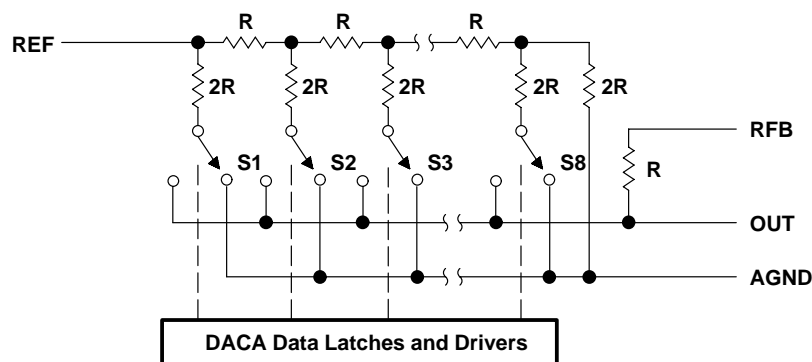 R R R
REF
2R 2R 2R 2R 2R
RFB
S1 S2 S3 S8
R
OUT
AGND
DACA Data Latches and Drivers